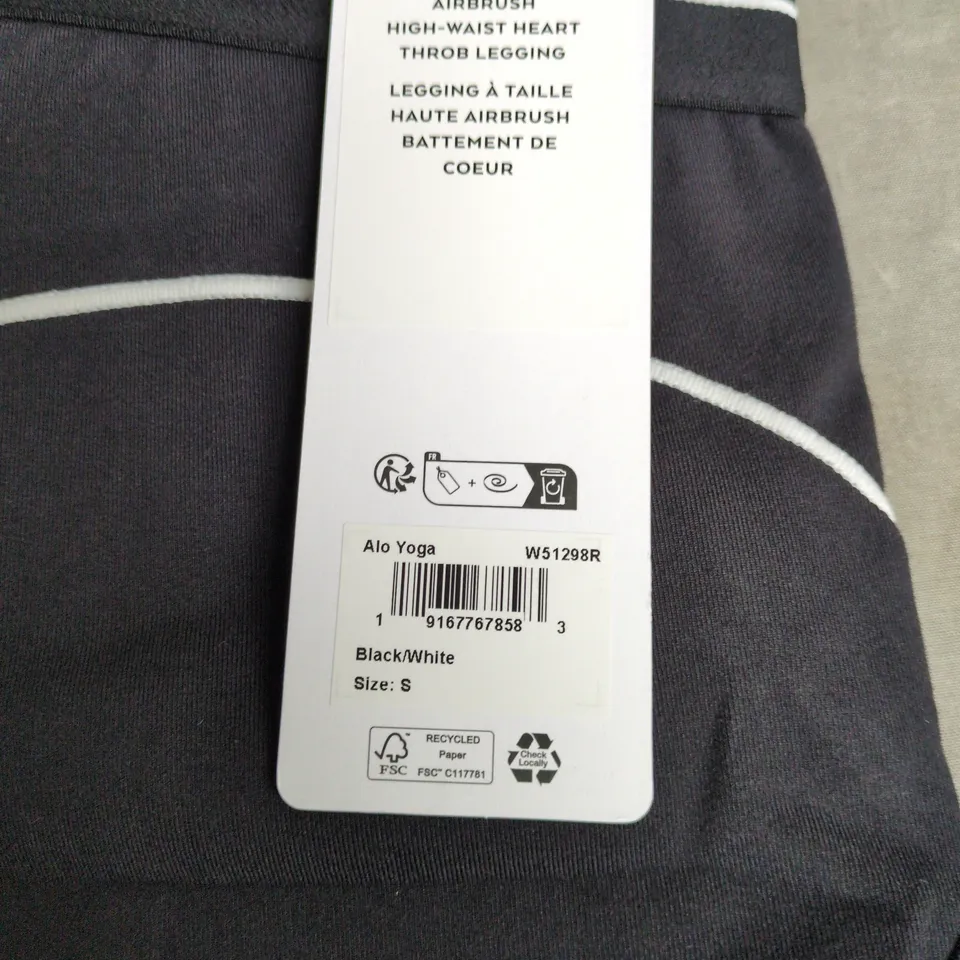 AIRBRUSH
HIGH-WAIST HEART
THROB LEGGING
LEGGING À TAILLE
HAUTE AIRBRUSH
BATTEMENT DE
COEUR
FR
+
Alo Yoga W51298R
1 9167767858 3
Black/White
Size: S
RECYCLED
Paper
FSC™ C117781
FSC
Check
Locally